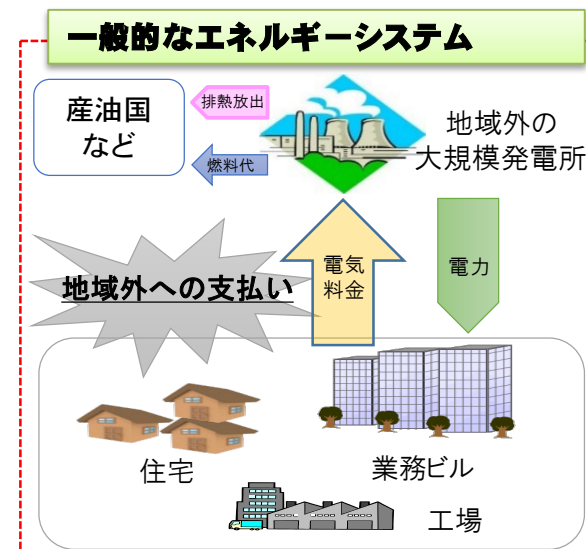 一般的なエネルギーシステム
産油国
など
排熱放出
燃料代
地域外の
大規模発電所
地域外への支払い
電気
料金
電力
住宅
業務ビル
工場